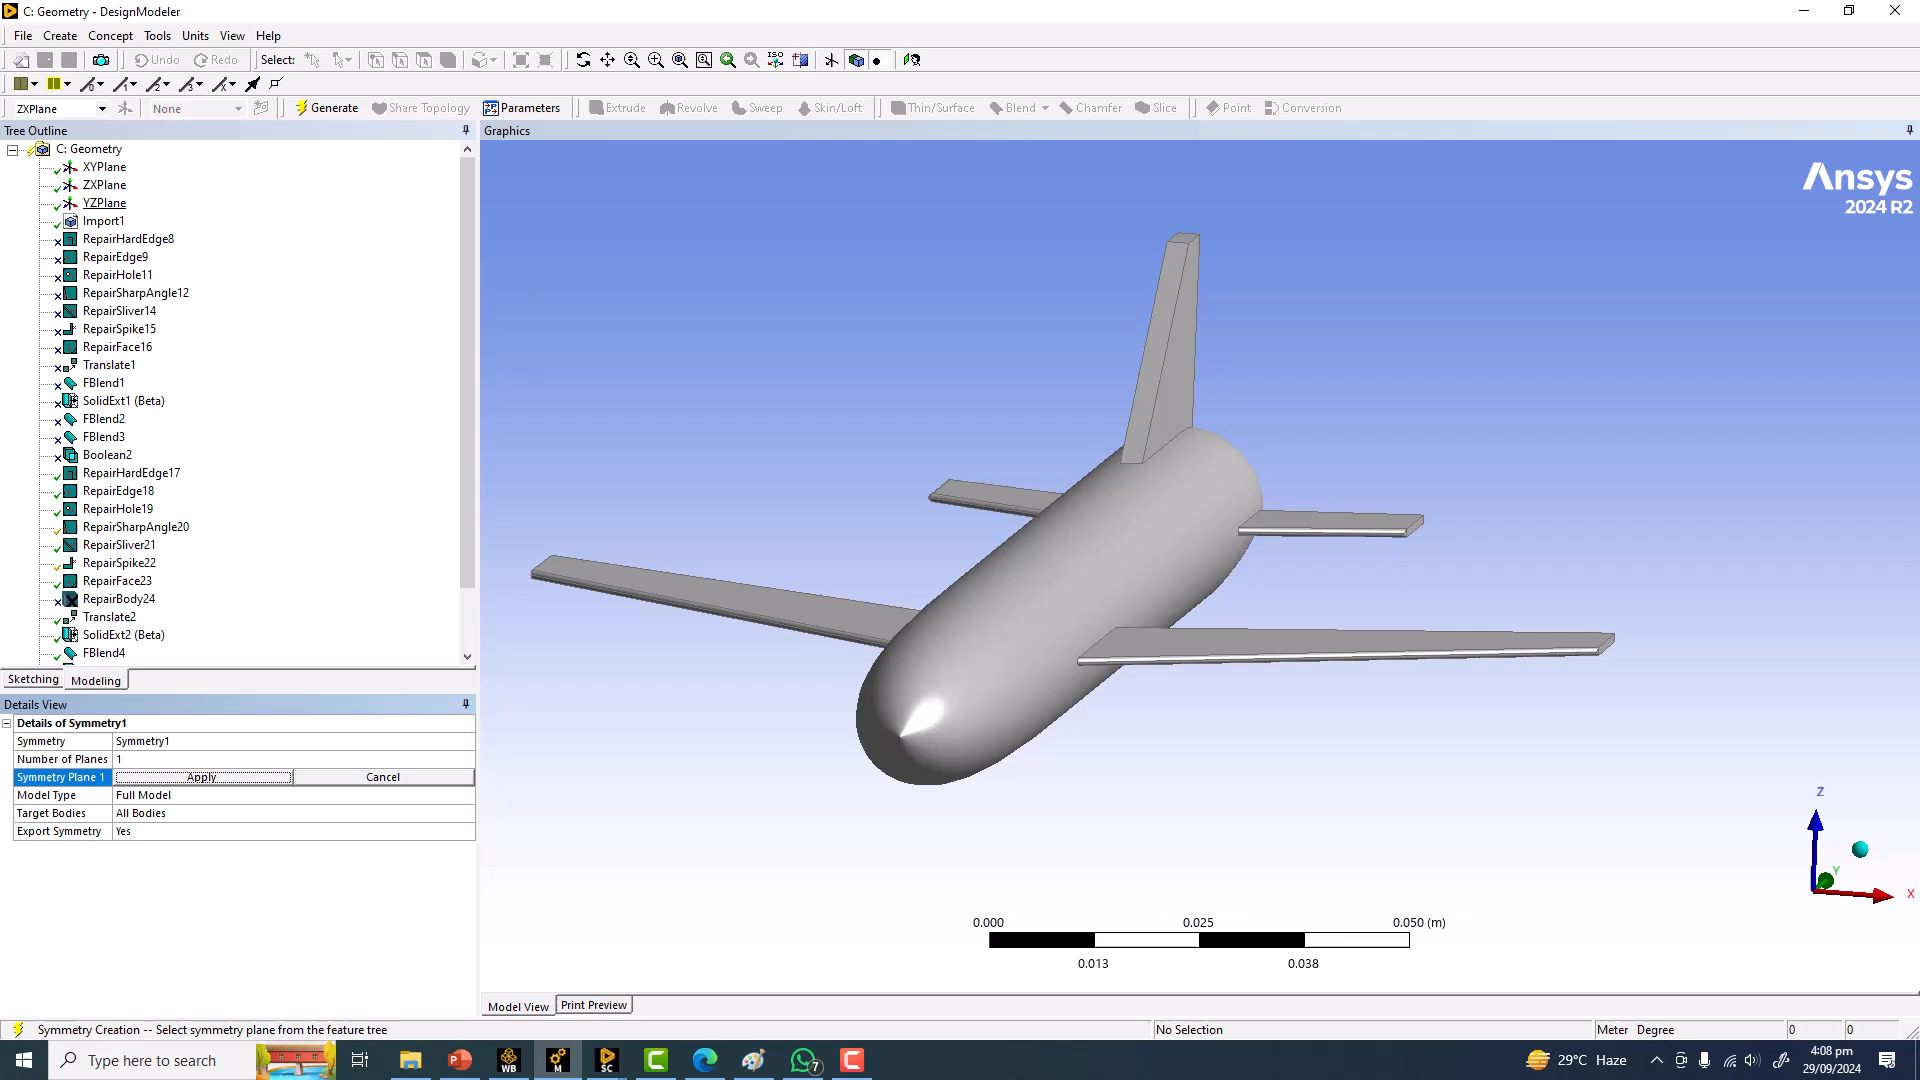 C: Geometry - DesignModeler
File Create Concept Tools Units View Help
Undo Redo Select: ISO
ZXPlane None Generate Share Topology Parameters Extrude Revolve Sweep Skin/Loft Thin/Surface Blend Chamfer Slice Point Conversion
Tree Outline
C: Geometry
XYPlane
ZXPlane
YZPlane
Import1
RepairHardEdge8
RepairEdge9
RepairHole11
RepairSharpAngle12
RepairSliver14
RepairSpike15
RepairFace16
Translate1
FBlend1
SolidExt1 (Beta)
FBlend2
FBlend3
Boolean2
RepairHardEdge17
RepairEdge18
RepairHole19
RepairSharpAngle20
RepairSliver21
RepairSpike22
RepairFace23
RepairBody24
Translate2
SolidExt2 (Beta)
FBlend4
Sketching Modeling
Details View
Details of Symmetry1
Symmetry Symmetry1
Number of Planes 1
Symmetry Plane 1 Apply Cancel
Model Type Full Model
Target Bodies All Bodies
Export Symmetry Yes
Graphics
Ansys
2024 R2
Z
Y
X
0.000 0.025 0.050 (m)
0.013 0.038
Model View Print Preview
Symmetry Creation -- Select symmetry plane from the feature tree No Selection Meter Degree 0 0
Type here to search P WB M SC 7 29°C Haze 4:08 pm
29/09/2024